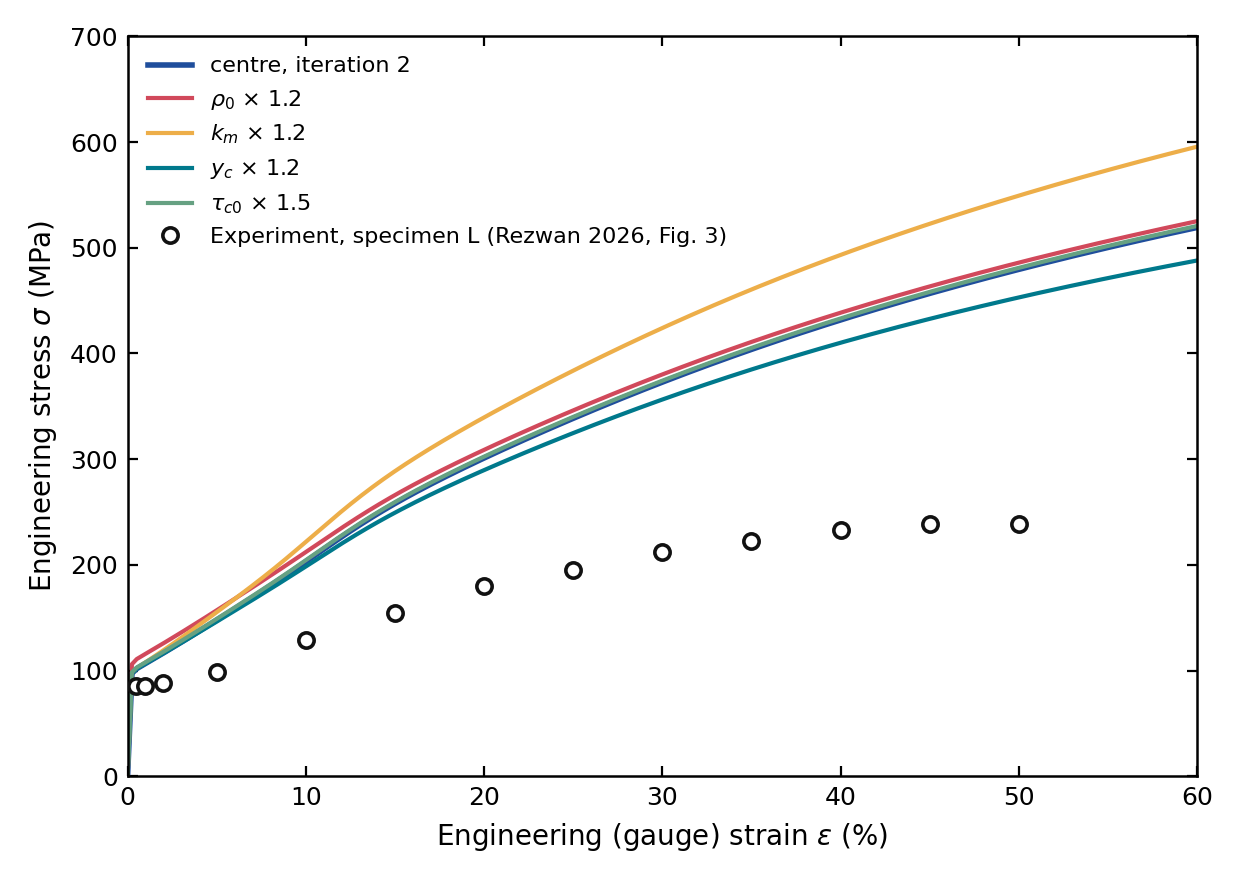 700
600
500
400
300
200
100
0
Engineering stress σ (MPa)
centre, iteration 2
ρ0 × 1.2
km × 1.2
yc × 1.2
τc0 × 1.5
Experiment, specimen L (Rezwan 2026, Fig. 3)
0 10 20 30 40 50 60
Engineering (gauge) strain ε (%)